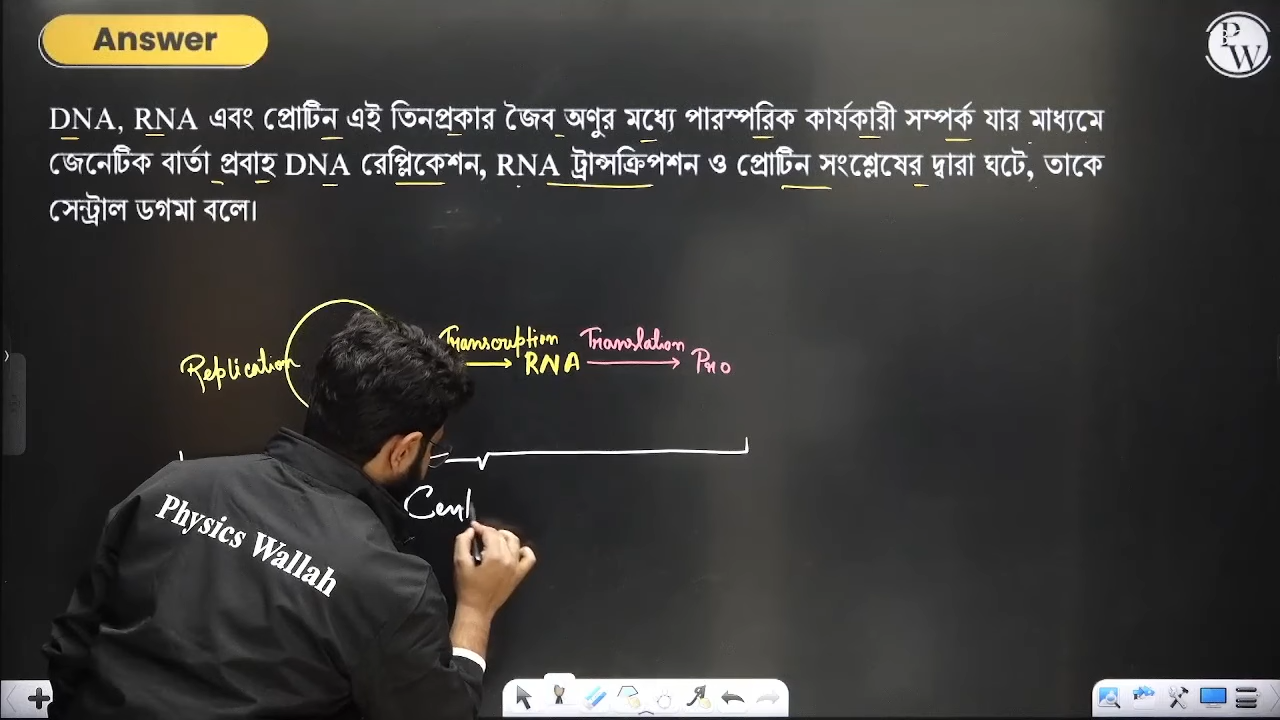 Answer
PW
DNA, RNA এবং প্রোটিন এই তিনপ্রকার জৈব অণুর মধ্যে পারস্পরিক কার্যকারী সম্পর্ক যার মাধ্যমে
জেনেটিক বার্তা প্রবাহ DNA রেপ্লিকেশন, RNA ট্রান্সক্রিপশন ও প্রোটিন সংশ্লেষের দ্বারা ঘটে, তাকে
সেন্ট্রাল ডগমা বলে।
Replication Transcription RNA Translation Pro
Cent
Physics Wallah